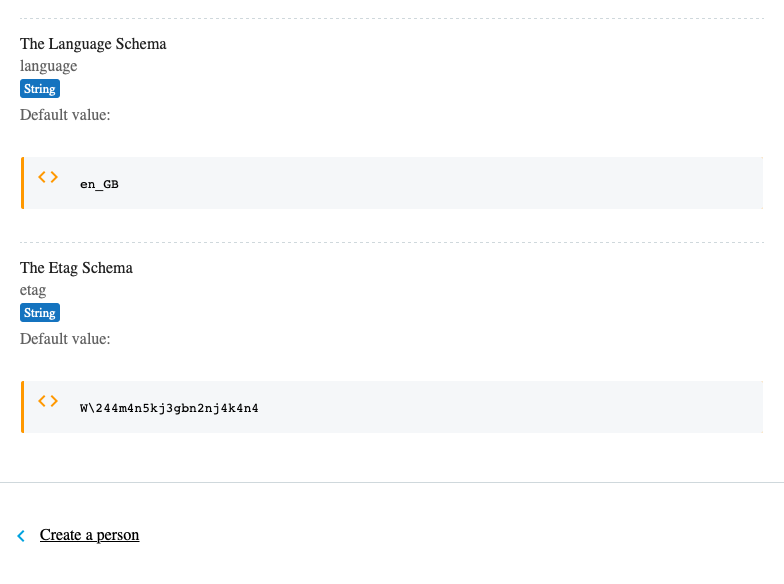 The Language Schema
language
String
Default value:
<> en_GB
The Etag Schema
etag
String
Default value:
<> W\244m4n5kj3gbn2nj4k4n4
Create a person